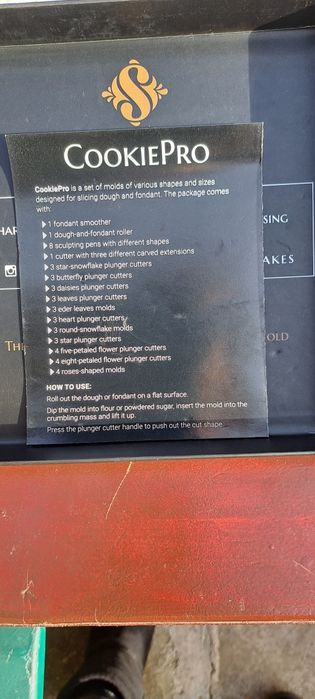 S
COOKIEPRO
CookiePro is a set of molds of various shapes and sizes
designed for slicing dough and fondant. The package comes
with:
1 fondant smoother
1 dough-and-fondant roller
8 sculpting pens with different shapes
1 cutter with three different carved extensions
3 star-snowflake plunger cutters
3 butterfly plunger cutters
3 daisies plunger cutters
3 leaves plunger cutters
3 eder leaves molds
3 heart plunger cutters
3 round-snowflake molds
3 star plunger cutters
4 five-petaled flower plunger cutters
4 eight-petaled flower plunger cutters
4 roses-shaped molds
HOW TO USE:
Roll out the dough or fondant on a flat surface.
Dip the mold into flour or powdered sugar, insert the mold into the
crumbling mass and lift it up.
Press the plunger cutter handle to push out the cut shape.
HAR
SING
AKES
THE
OLD